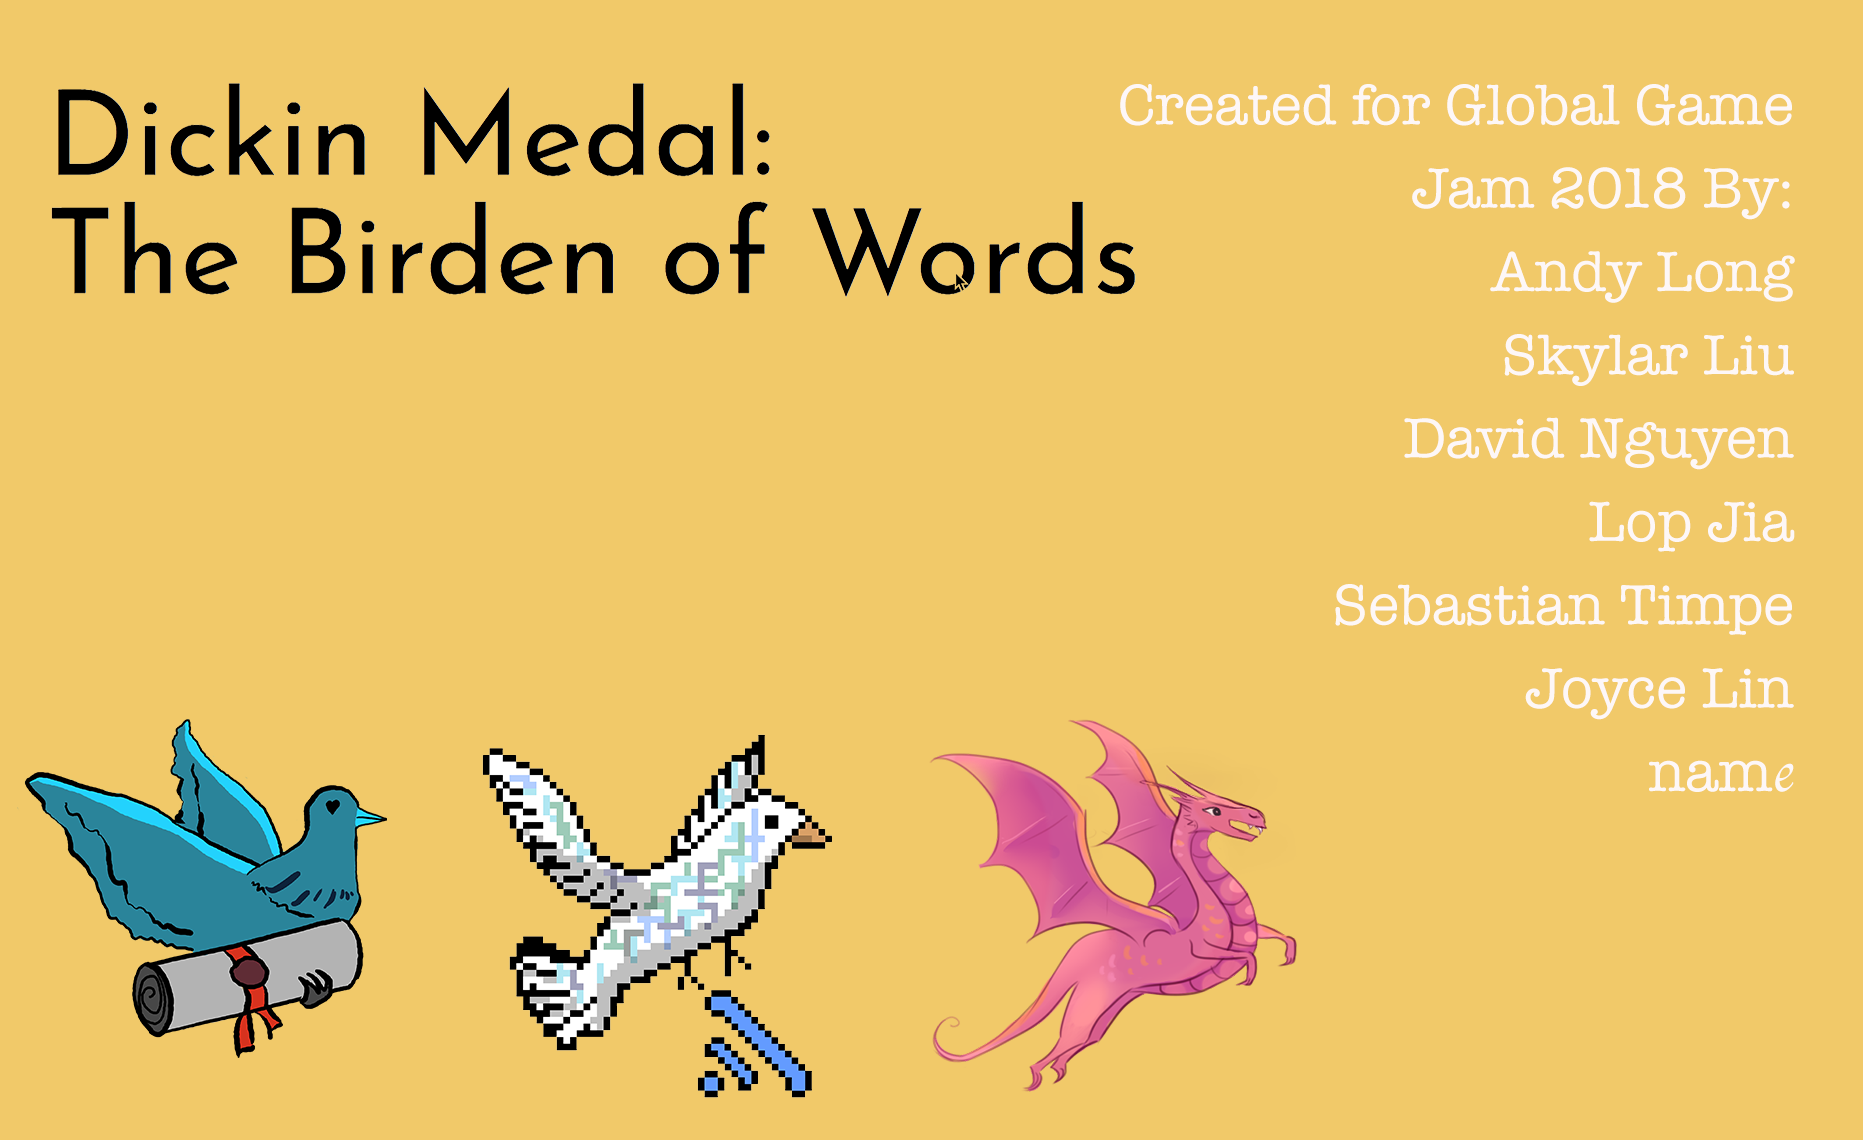 Dickin Medal:
The Birden of Words
Created for Global Game
Jam 2018 By:
Andy Long
Skylar Liu
David Nguyen
Lop Jia
Sebastian Timpe
Joyce Lin
name